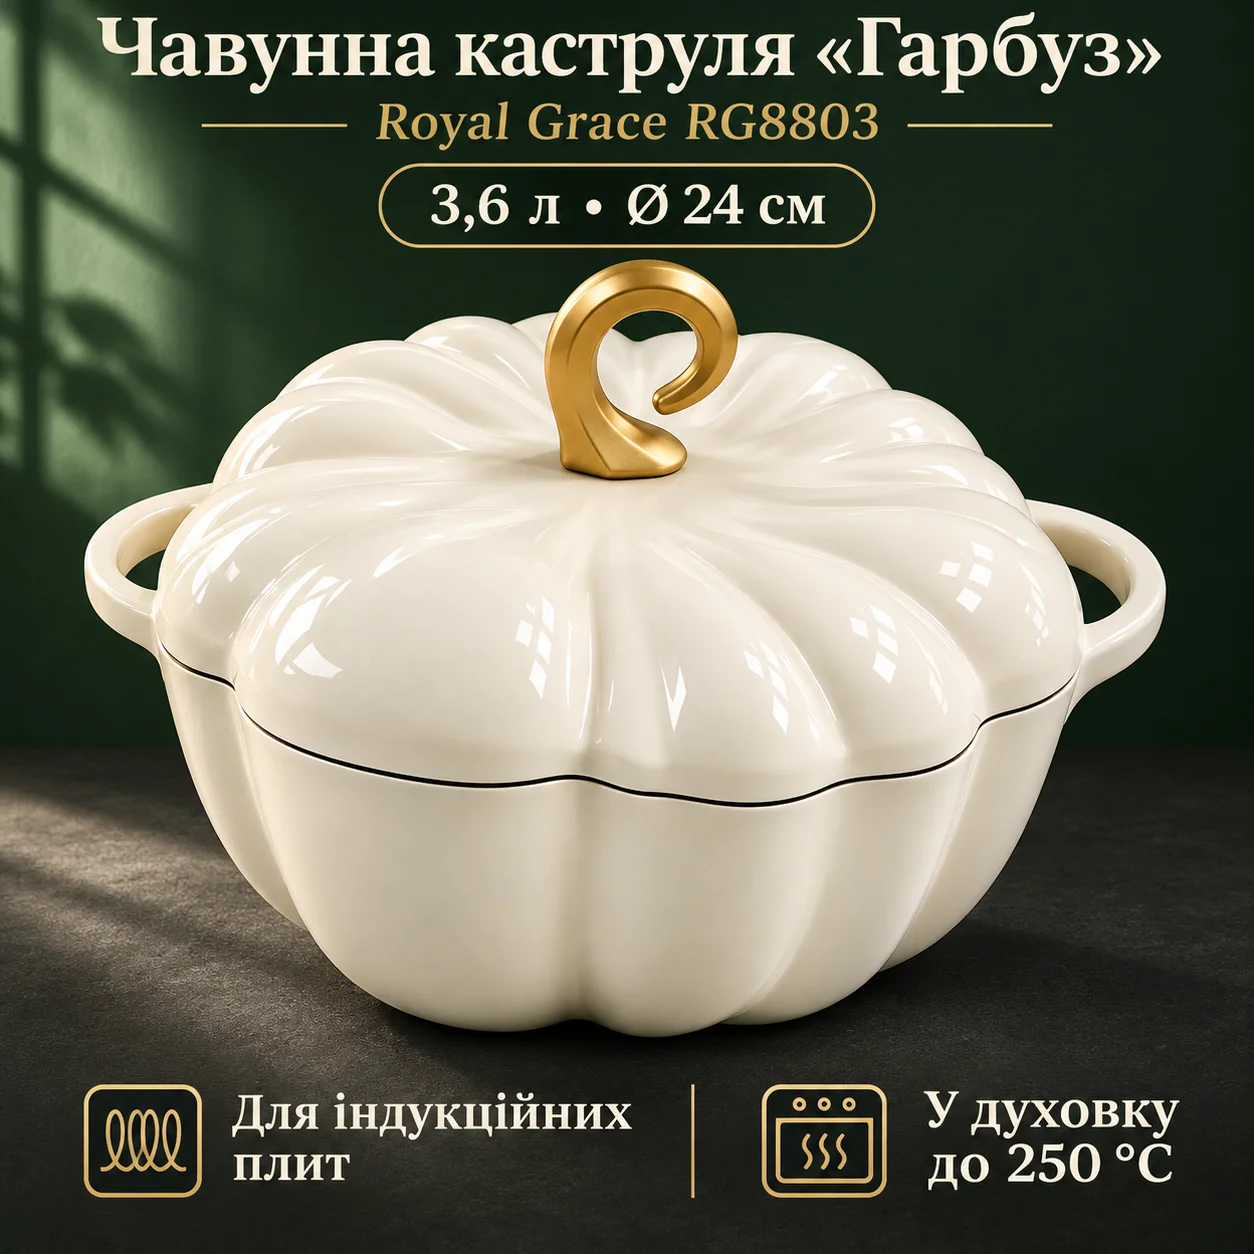 Чавунна каструля «Гарбуз»
Royal Grace RG8803
3,6 л • Ø 24 см
Для індукційних
плит
У духовку
до 250 °C